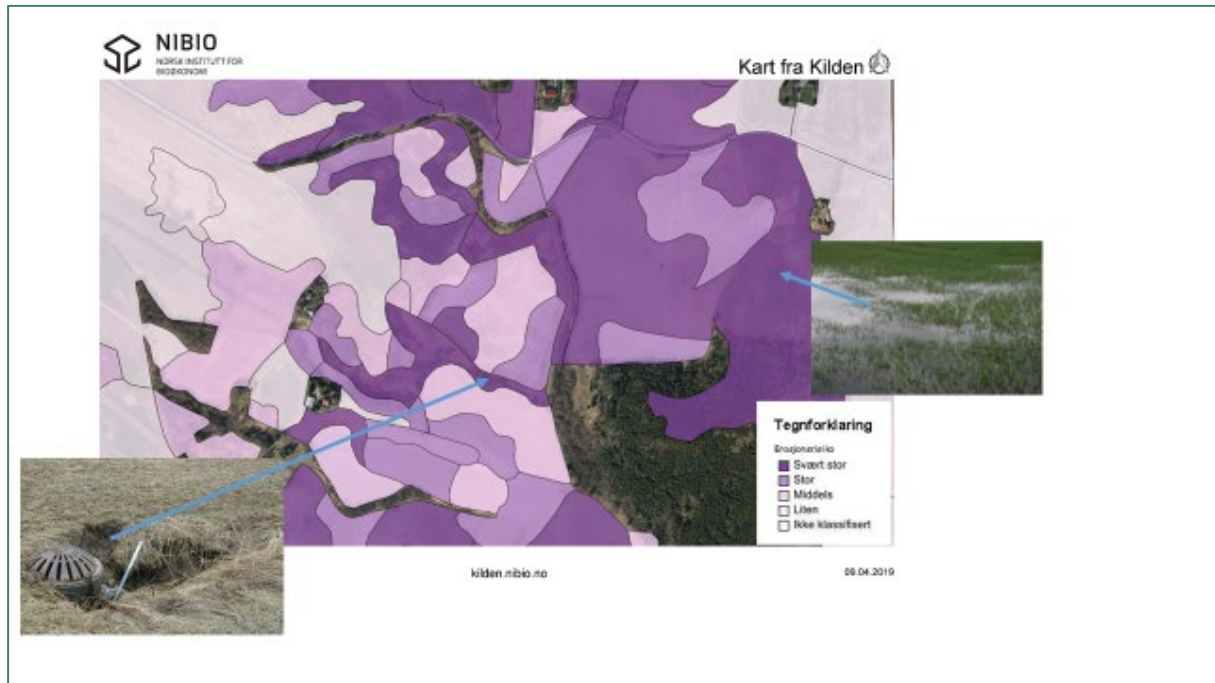 NIBIO
NORSK INSTITUTT FOR
BIOØKONOMI
Kart fra Kilden
Tegnforklaring
Erosjonsrisiko
Svært stor
Stor
Middels
Liten
Ikke klassifisert
kilden.nibio.no
09.04.2019